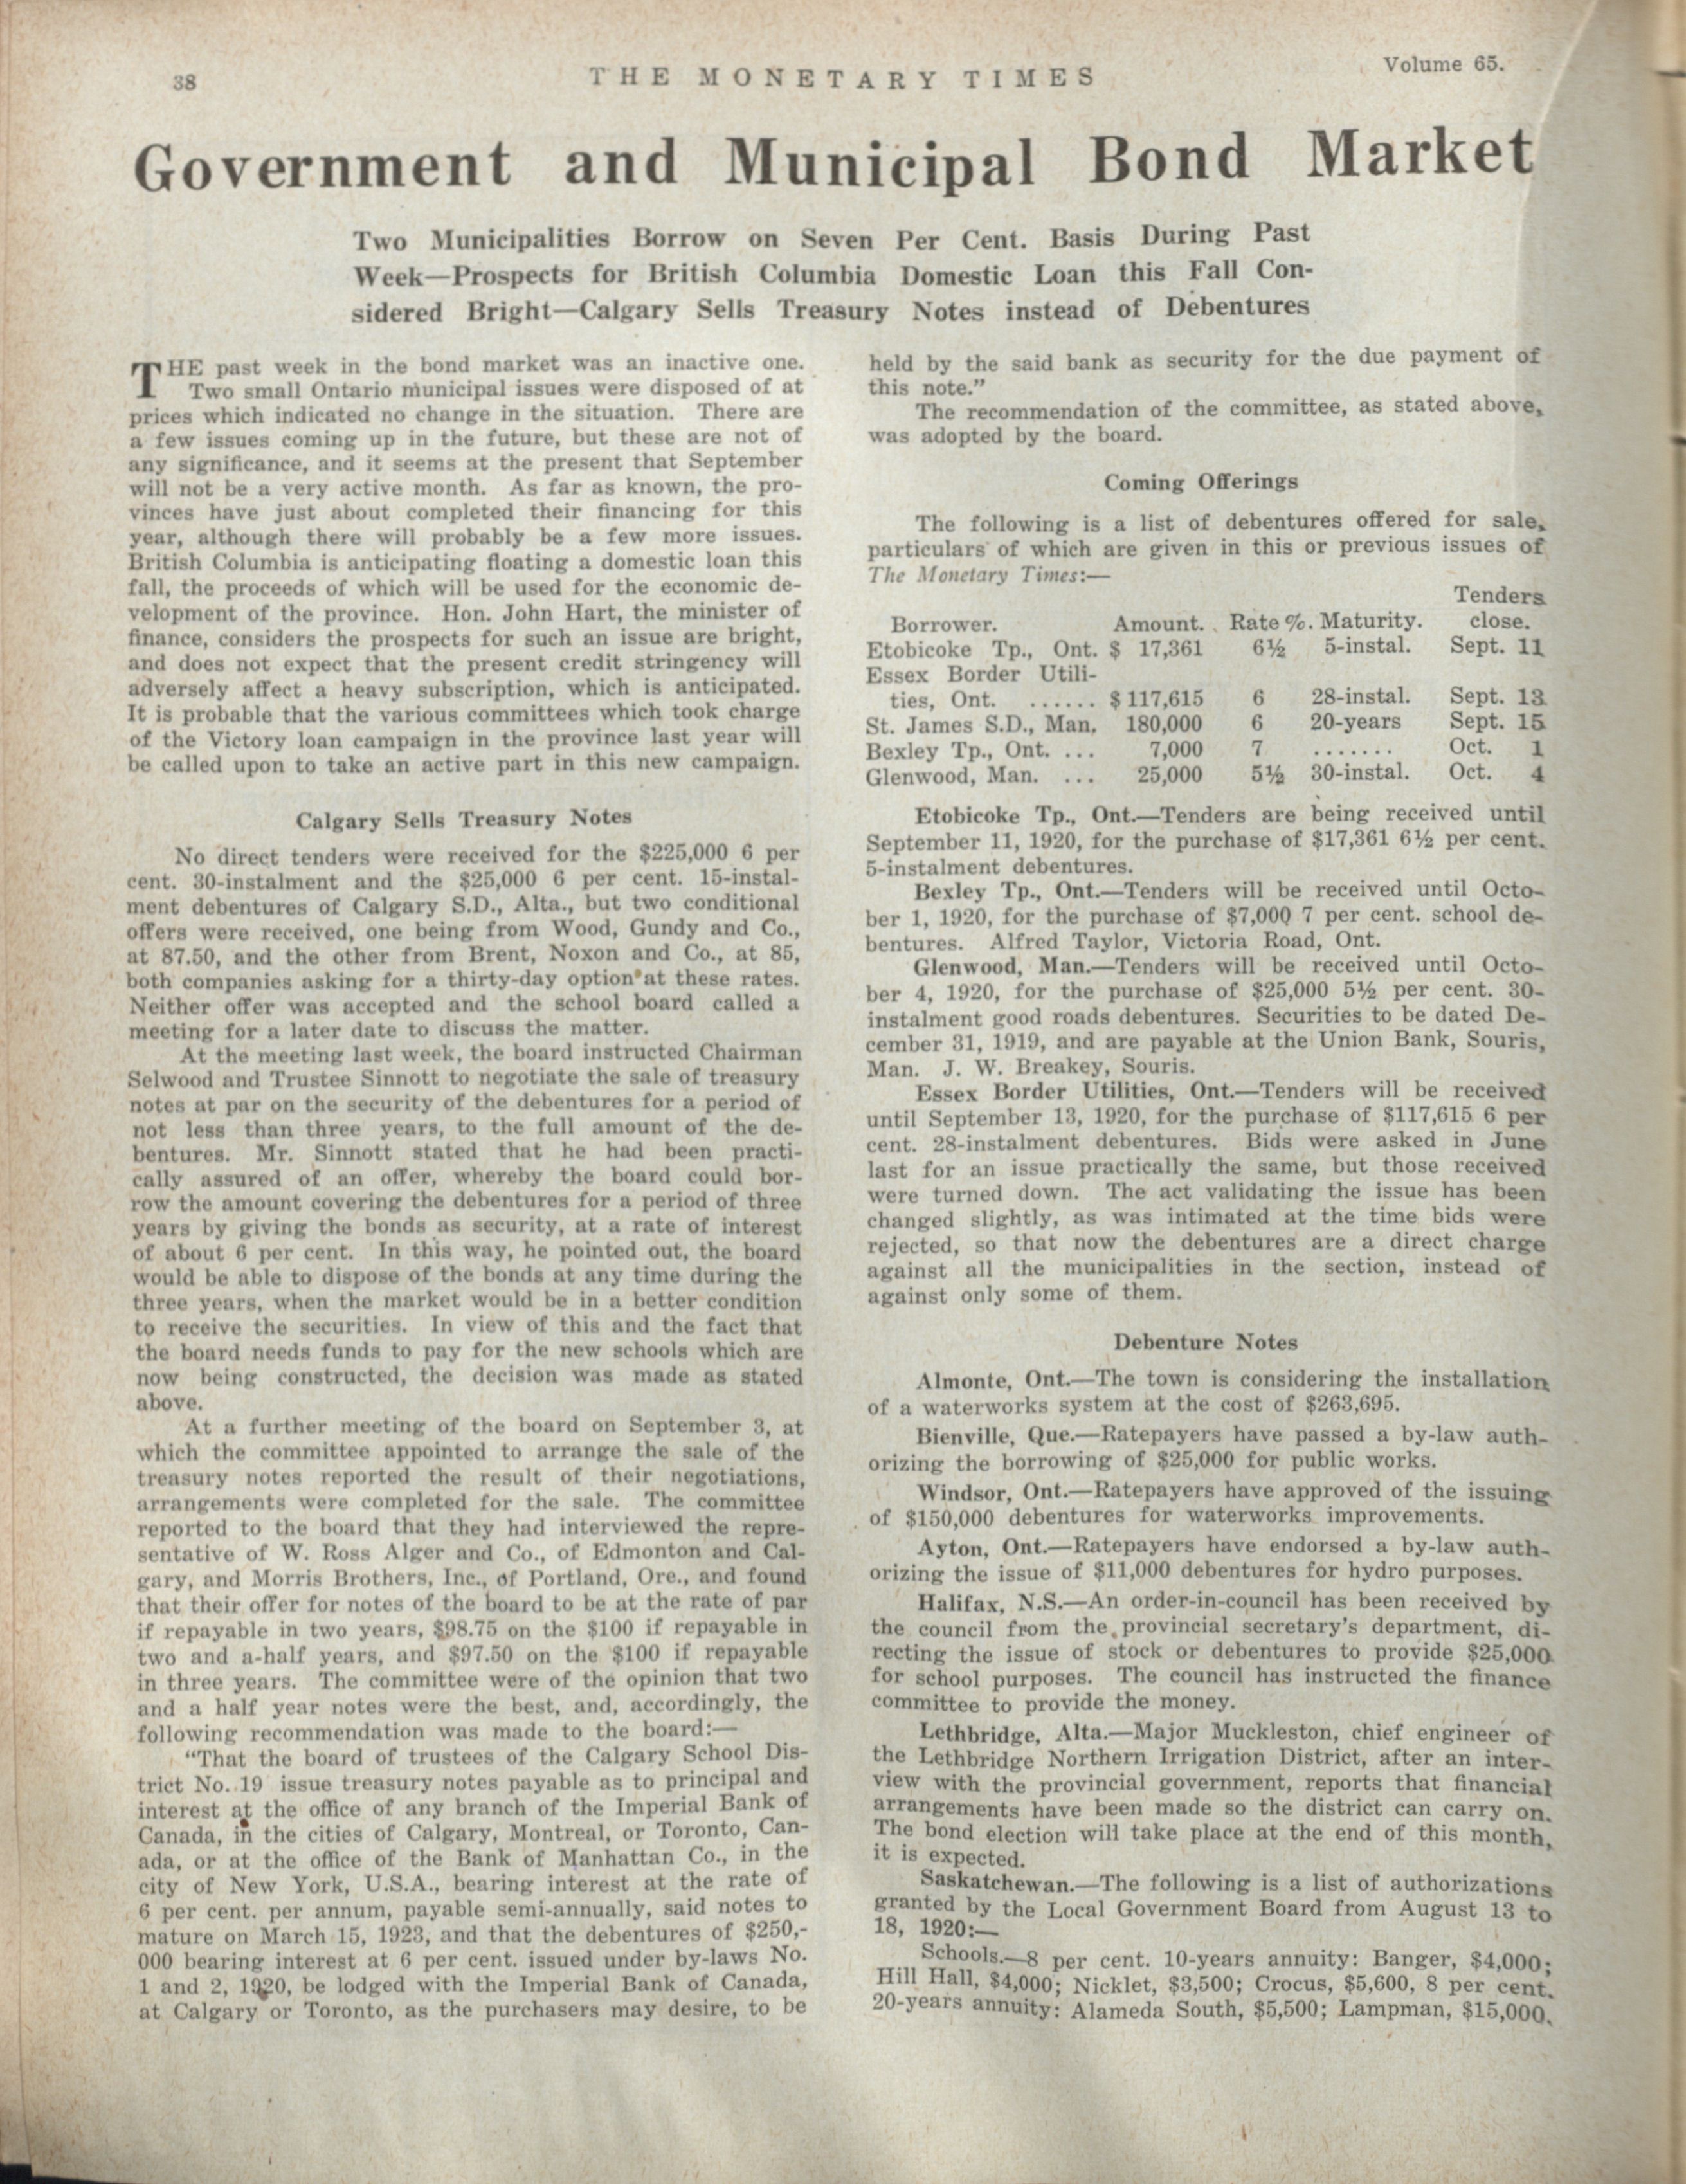 38
THE MONETARY TIMES
Volume 65.
Government and Municipal Bond Market
Two Municipalities Borrow on Seven Per Cent. Basis During Past
Week—Prospects for British Columbia Domestic Loan this Fall Con-
sidered Bright—Calgary Sells Treasury Notes instead of Debentures
THE past week in the bond market was an inactive one.
Two small Ontario municipal issues were disposed of at
prices which indicated no change in the situation. There are
a few issues coming up in the future, but these are not of
any significance, and it seems at the present that September
will not be a very active month. As far as known, the pro-
vinces have just about completed their financing for this
year, although there will probably be a few more issues.
British Columbia is anticipating floating a domestic loan this
fall, the proceeds of which will be used for the economic de-
velopment of the province. Hon. John Hart, the minister of
finance, considers the prospects for such an issue are bright,
and does not expect that the present credit stringency will
adversely affect a heavy subscription, which is anticipated.
It is probable that the various committees which took charge
of the Victory loan campaign in the province last year will
be called upon to take an active part in this new campaign.
Calgary Sells Treasury Notes
No direct tenders were received for the $225,000 6 per
cent. 30-instalment and the $25,000 6 per cent. 15-instal-
ment debentures of Calgary S.D., Alta., but two conditional
offers were received, one being from Wood, Gundy and Co.,
at 87.50, and the other from Brent, Noxon and Co., at 85,
both companies asking for a thirty-day option at these rates.
Neither offer was accepted and the school board called a
meeting for a later date to discuss the matter.
At the meeting last week, the board instructed Chairman
Selwood and Trustee Sinnott to negotiate the sale of treasury
notes at par on the security of the debentures for a period of
not less than three years, to the full amount of the de-
bentures. Mr. Sinnott stated that he had been practi-
cally assured of an offer, whereby the board could bor-
row the amount covering the debentures for a period of three
years by giving the bonds as security, at a rate of interest
of about 6 per cent. In this way, he pointed out, the board
would be able to dispose of the bonds at any time during the
three years, when the market would be in a better condition
to receive the securities. In view of this and the fact that
the board needs funds to pay for the new schools which are
now being constructed, the decision was made as stated
above.
At a further meeting of the board on September 3, at
which the committee appointed to arrange the sale of the
treasury notes reported the result of their negotiations,
arrangements were completed for the sale. The committee
reported to the board that they had interviewed the repre-
sentative of W. Ross Alger and Co., of Edmonton and Cal-
gary, and Morris Brothers, Inc., of Portland, Ore., and found
that their offer for notes of the board to be at the rate of par
if repayable in two years, $98.75 on the $100 if repayable in
two and a-half years, and $97.50 on the $100 if repayable
in three years. The committee were of the opinion that two
and a half year notes were the best, and, accordingly, the
following recommendation was made to the board:—
"That the board of trustees of the Calgary School Dis-
trict No. 19 issue treasury notes payable as to principal and
interest at the office of any branch of the Imperial Bank of
Canada, in the cities of Calgary, Montreal, or Toronto, Can-
ada, or at the office of the Bank of Manhattan Co., in the
city of New York, U.S.A., bearing interest at the rate of
6 per cent. per annum, payable semi-annually, said notes to
mature on March 15, 1923, and that the debentures of $250,-
000 bearing interest at 6 per cent. issued under by-laws No.
1 and 2, 1920, be lodged with the Imperial Bank of Canada,
at Calgary or Toronto, as the purchasers may desire, to be
held by the said bank as security for the due payment of
this note."
The recommendation of the committee, as stated above,
was adopted by the board.
Coming Offerings
The following is a list of debentures offered for sale,
particulars of which are given in this or previous issues of
The Monetary Times:—
Tenders
Borrower. Amount. Rate %. Maturity. close.
Etobicoke Tp., Ont. $ 17,361 6½ 5-instal. Sept. 11
Essex Border Utili-
ties, Ont. ...... $117,615 6 28-instal. Sept. 13
St. James S.D., Man. 180,000 6 20-years Sept. 15
Bexley Tp., Ont. ... 7,000 7 ....... Oct. 1
Glenwood, Man. ... 25,000 5½ 30-instal. Oct. 4
Etobicoke Tp., Ont.—Tenders are being received until
September 11, 1920, for the purchase of $17,361 6½ per cent.
5-instalment debentures.
Bexley Tp., Ont.—Tenders will be received until Octo-
ber 1, 1920, for the purchase of $7,000 7 per cent. school de-
bentures. Alfred Taylor, Victoria Road, Ont.
Glenwood, Man.—Tenders will be received until Octo-
ber 4, 1920, for the purchase of $25,000 5½ per cent. 30-
instalment good roads debentures. Securities to be dated De-
cember 31, 1919, and are payable at the Union Bank, Souris,
Man. J. W. Breakey, Souris.
Essex Border Utilities, Ont.—Tenders will be received
until September 13, 1920, for the purchase of $117,615 6 per
cent. 28-instalment debentures. Bids were asked in June
last for an issue practically the same, but those received
were turned down. The act validating the issue has been
changed slightly, as was intimated at the time bids were
rejected, so that now the debentures are a direct charge
against all the municipalities in the section, instead of
against only some of them.
Debenture Notes
Almonte, Ont.—The town is considering the installation
of a waterworks system at the cost of $263,695.
Bienville, Que.—Ratepayers have passed a by-law auth-
orizing the borrowing of $25,000 for public works.
Windsor, Ont.—Ratepayers have approved of the issuing
of $150,000 debentures for waterworks improvements.
Ayton, Ont.—Ratepayers have endorsed a by-law auth-
orizing the issue of $11,000 debentures for hydro purposes.
Halifax, N.S.—An order-in-council has been received by
the council from the provincial secretary's department, di-
recting the issue of stock or debentures to provide $25,000
for school purposes. The council has instructed the finance
committee to provide the money.
Lethbridge, Alta.—Major Muckleston, chief engineer of
the Lethbridge Northern Irrigation District, after an inter-
view with the provincial government, reports that financial
arrangements have been made so the district can carry on.
The bond election will take place at the end of this month,
it is expected.
Saskatchewan.—The following is a list of authorizations
granted by the Local Government Board from August 13 to
18, 1920:—
Schools.—8 per cent. 10-years annuity: Banger, $4,000;
Hill Hall, $4,000; Nicklet, $3,500; Crocus, $5,600, 8 per cent.
20-years annuity: Alameda South, $5,500; Lampman, $15,000.